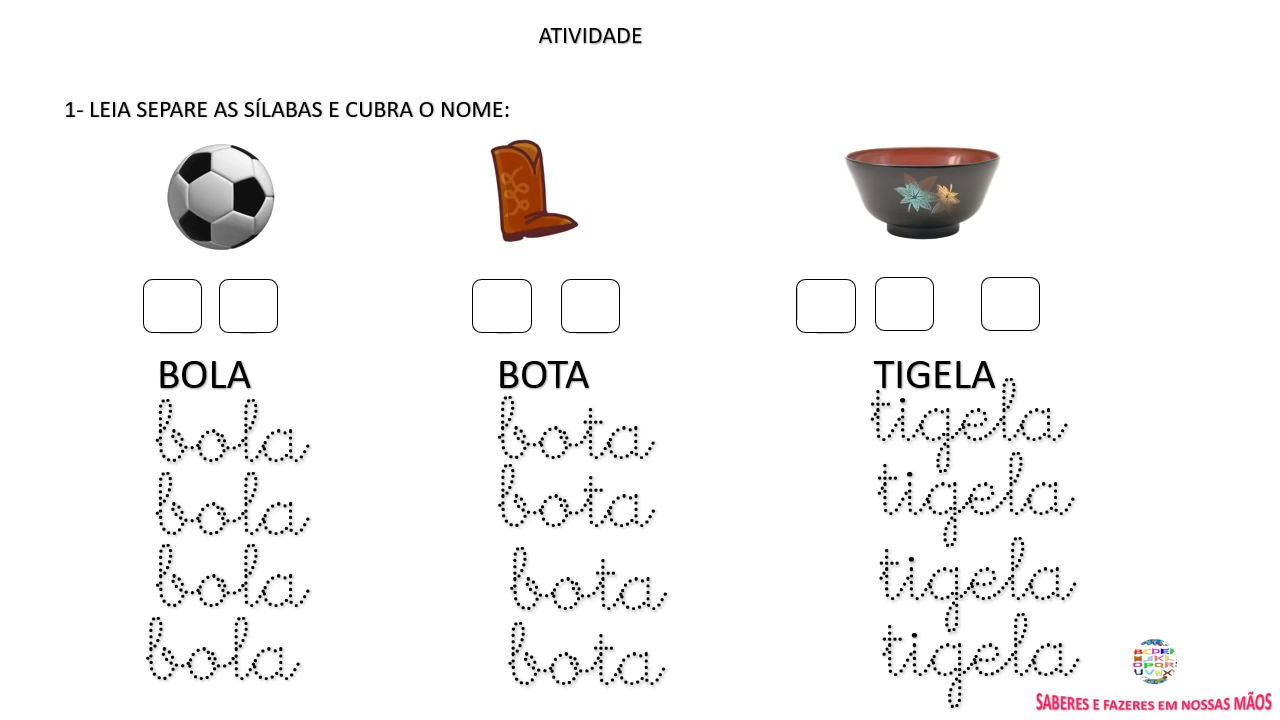 ATIVIDADE
1- LEIA SEPARE AS SÍLABAS E CUBRA O NOME:
BOLA BOTA TIGELA
bola bota tigela
bola bota tigela
bola bota tigela
bola bota tigela
SABERES E FAZERES EM NOSSAS MÃOS